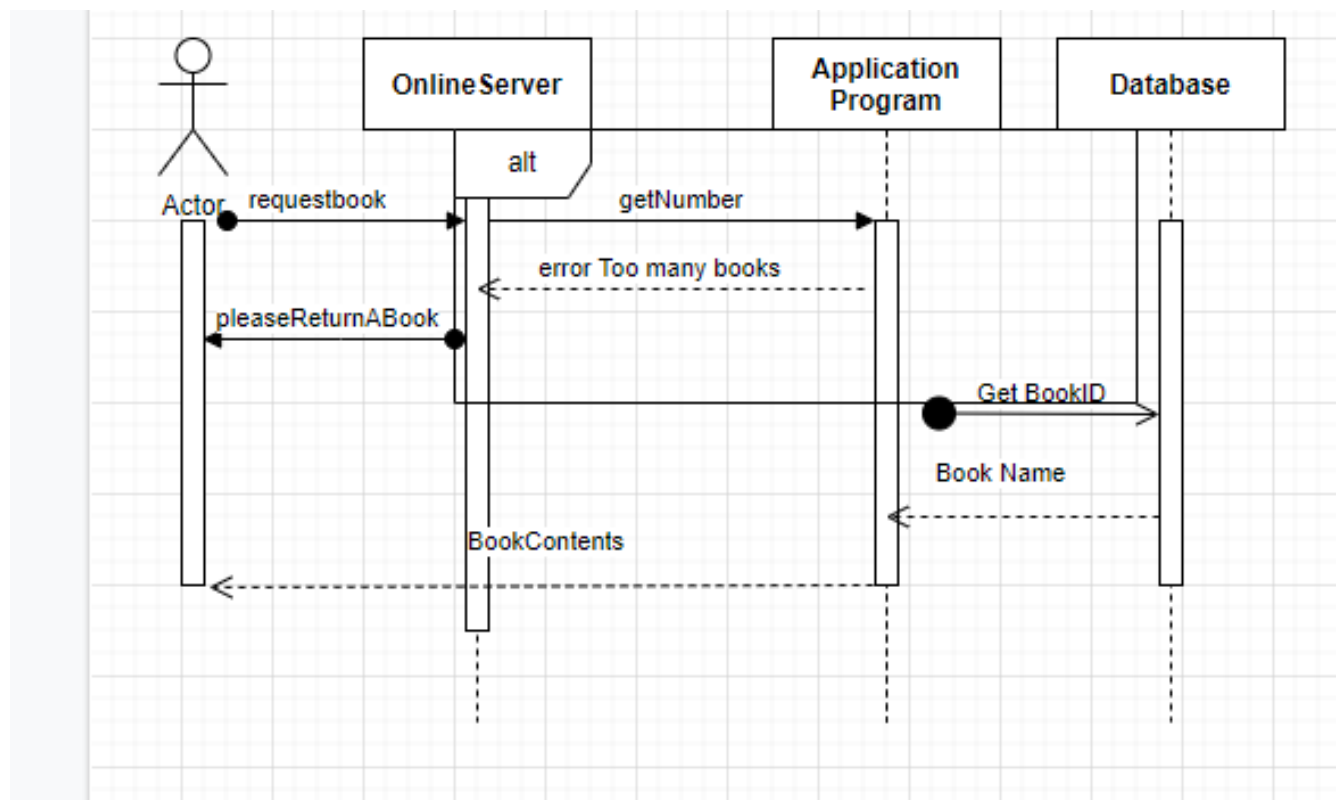 OnlineServer
Application
Program
Database
alt
Actor
requestbook
getNumber
error Too many books
pleaseReturnABook
Get BookID
Book Name
BookContents